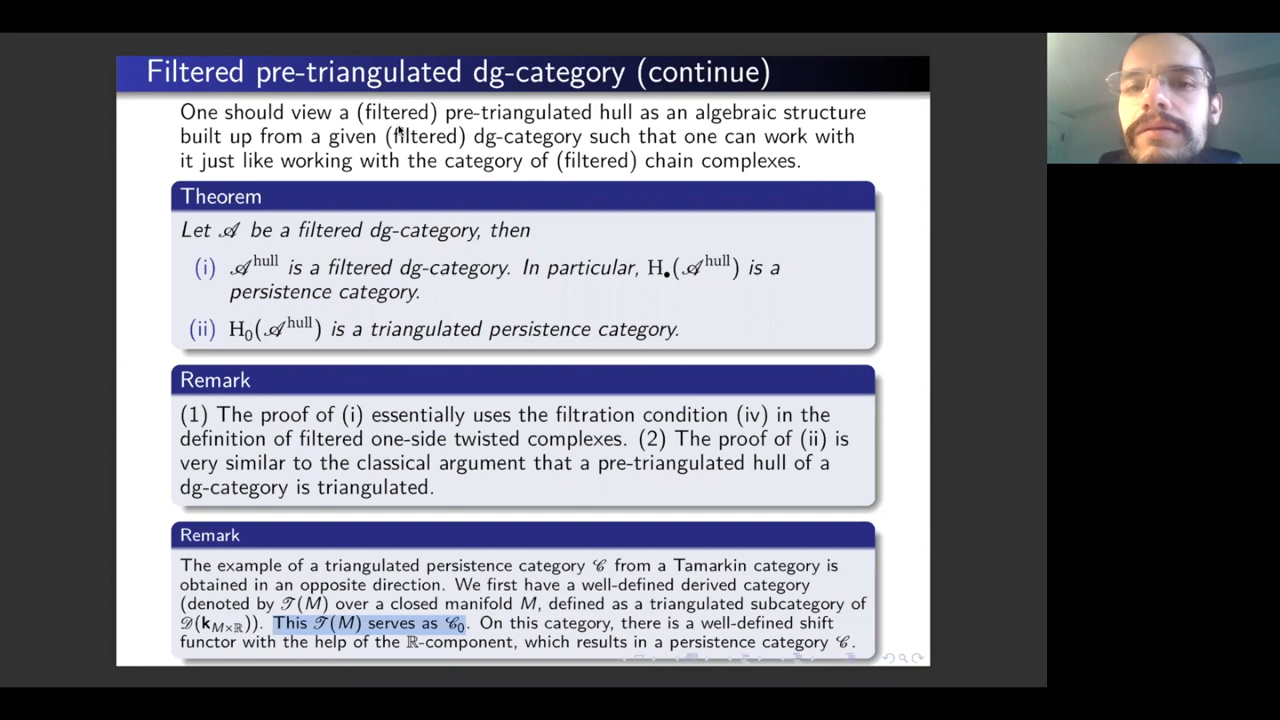 Filtered pre-triangulated dg-category (continue)
One should view a (filtered) pre-triangulated hull as an algebraic structure
built up from a given (filtered) dg-category such that one can work with
it just like working with the category of (filtered) chain complexes.
Theorem
Let 𝒜 be a filtered dg-category, then
(i) 𝒜^hull is a filtered dg-category. In particular, H_•(𝒜^hull) is a
persistence category.
(ii) H_0(𝒜^hull) is a triangulated persistence category.
Remark
(1) The proof of (i) essentially uses the filtration condition (iv) in the
definition of filtered one-side twisted complexes. (2) The proof of (ii) is
very similar to the classical argument that a pre-triangulated hull of a
dg-category is triangulated.
Remark
The example of a triangulated persistence category 𝒞 from a Tamarkin category is
obtained in an opposite direction. We first have a well-defined derived category
(denoted by 𝒯(M) over a closed manifold M, defined as a triangulated subcategory of
𝒟(𝐤_{M×ℝ})). This 𝒯(M) serves as 𝒞_0. On this category, there is a well-defined shift
functor with the help of the ℝ-component, which results in a persistence category 𝒞.